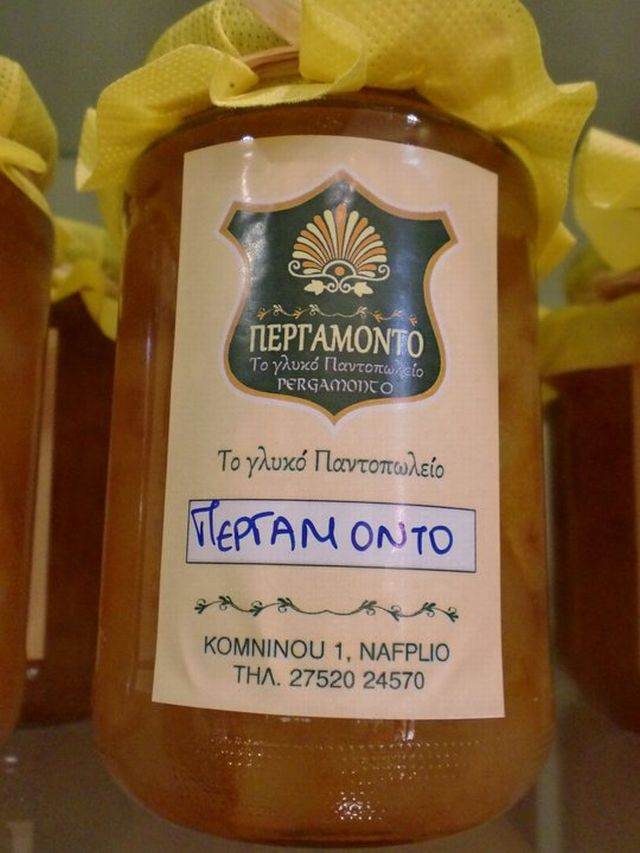 ΠΕΡΓΑΜΟΝΤΟ
Το γλυκό Παντοπωλείο
PERGAMONTO
Το γλυκό Παντοπωλείο
ΠΕΡΓΑΜΟΝΤΟ
KOMNINOU 1, NAFPLIO
ΤΗΛ. 27520 24570